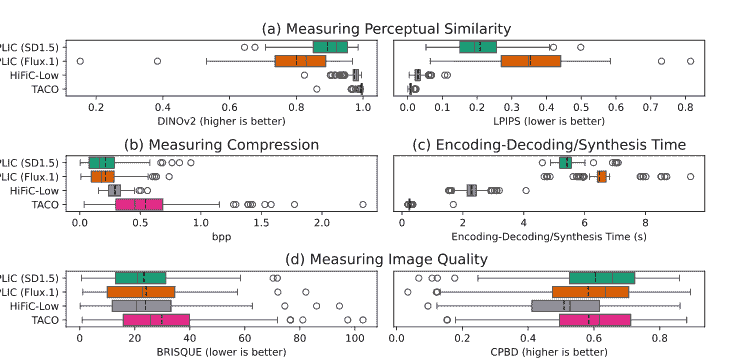 (a) Measuring Perceptual Similarity
PLIC (SD1.5)
PLIC (Flux.1)
HiFiC-Low
TACO
0.2 0.4 0.6 0.8 1.0
DINOv2 (higher is better)
0.0 0.1 0.2 0.3 0.4 0.5 0.6 0.7 0.8
LPIPS (lower is better)
(b) Measuring Compression
PLIC (SD1.5)
PLIC (Flux.1)
HiFiC-Low
TACO
0.0 0.5 1.0 1.5 2.0
bpp
(c) Encoding-Decoding/Synthesis Time
0 2 4 6 8
Encoding-Decoding/Synthesis Time (s)
(d) Measuring Image Quality
PLIC (SD1.5)
PLIC (Flux.1)
HiFiC-Low
TACO
0 20 40 60 80 100
BRISQUE (lower is better)
0.0 0.2 0.4 0.6 0.8
CPBD (higher is better)